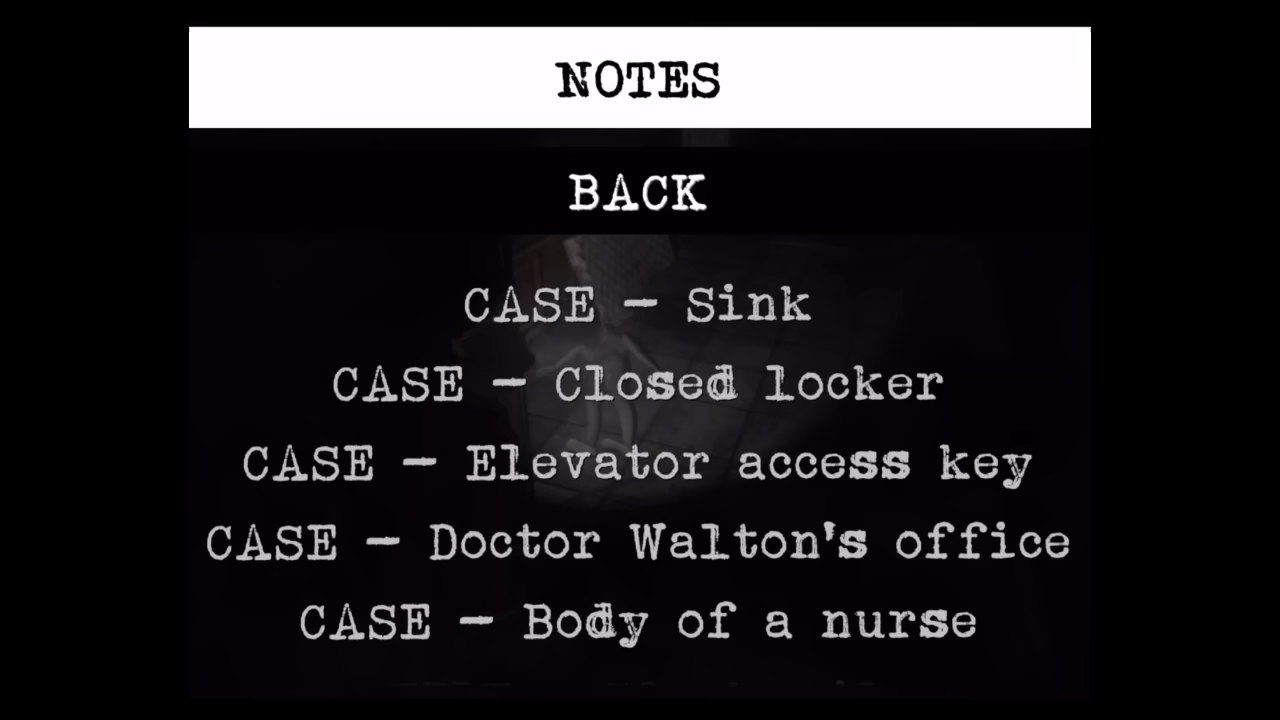 NOTES
BACK
CASE — Sink
CASE — Closed locker
CASE — Elevator access key
CASE — Doctor Walton's office
CASE — Body of a nurse